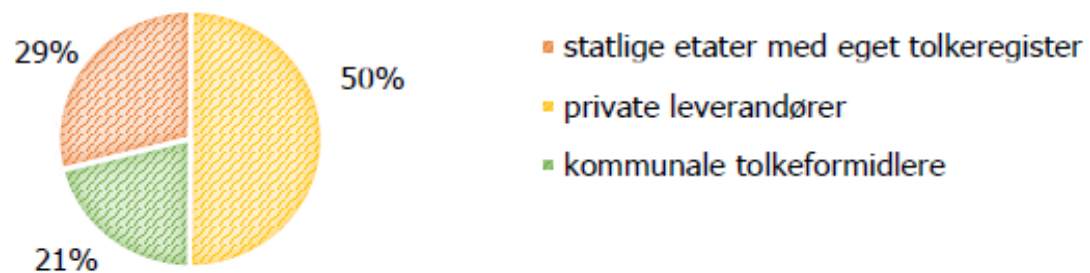 29%
50%
21%
statlige etater med eget tolkeregister
private leverandører
kommunale tolkeformidlere